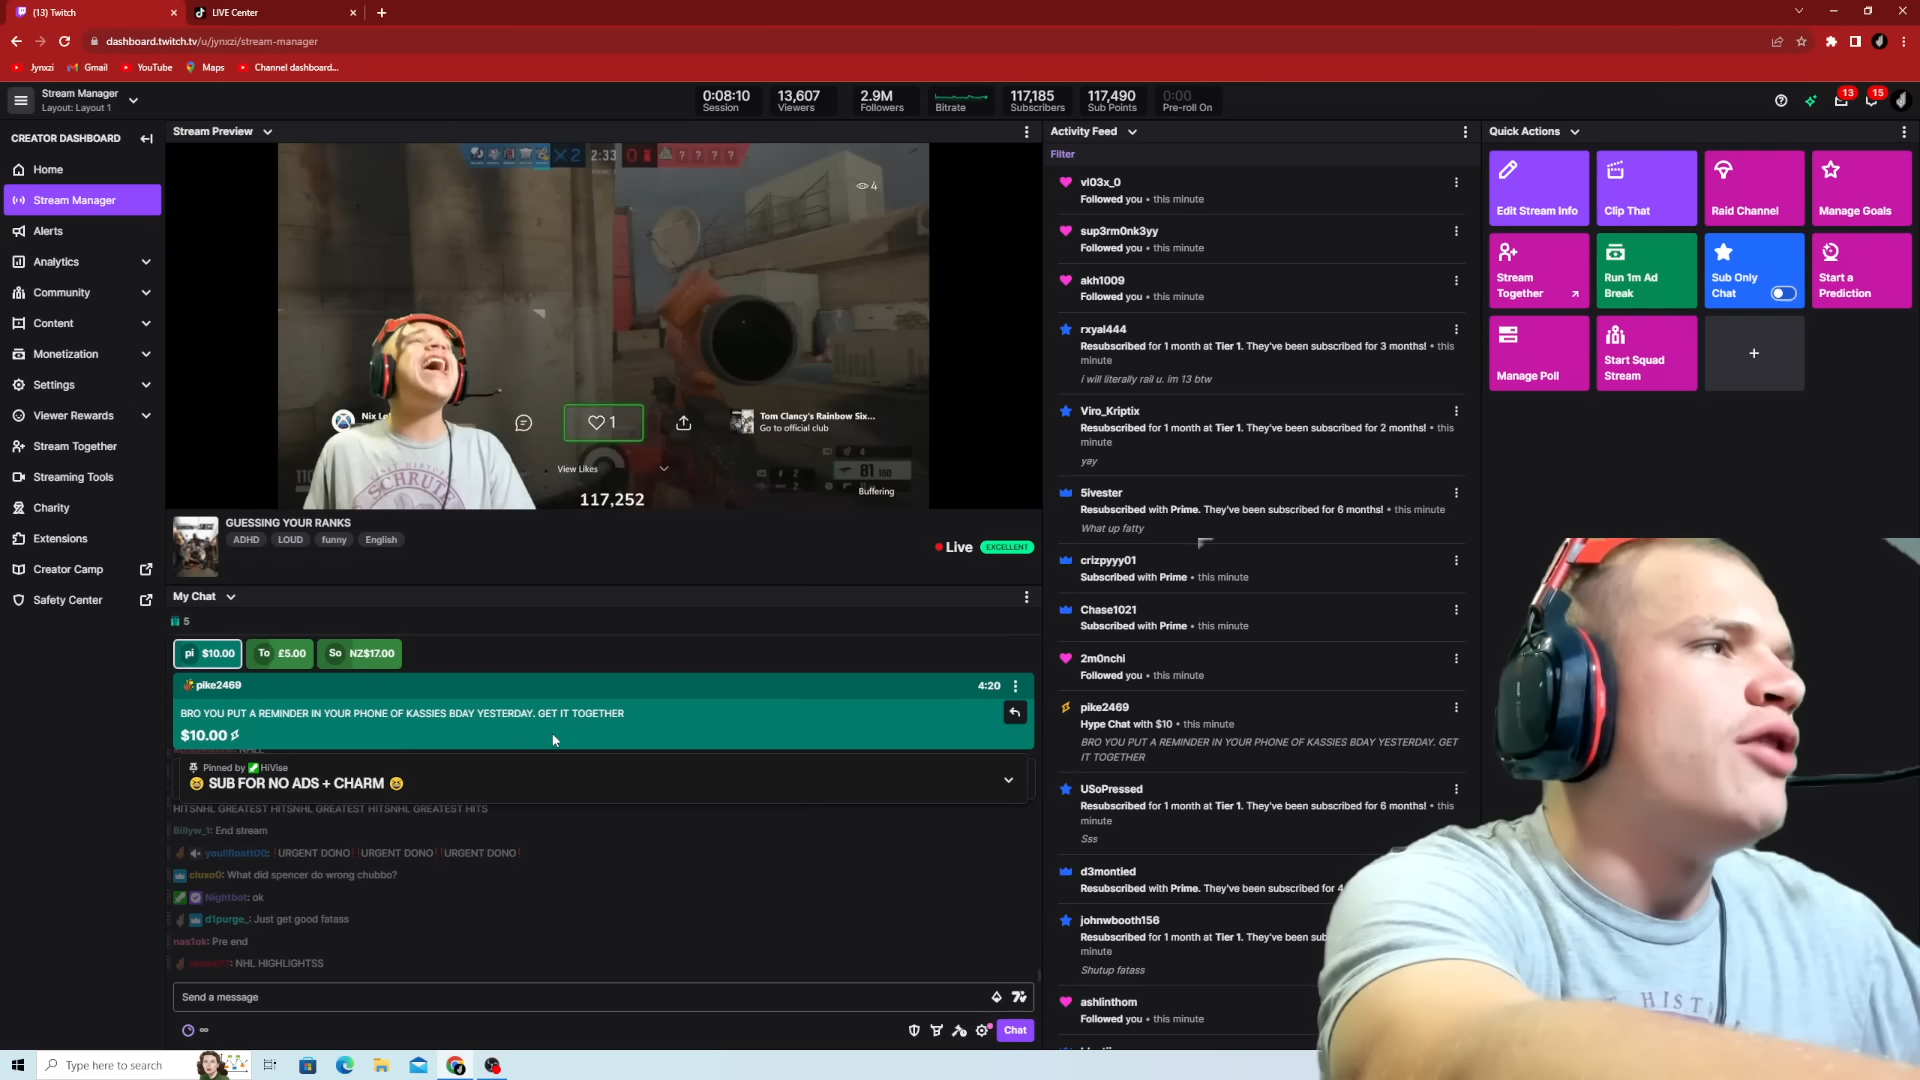 (13) Twitch
LIVE Center
dashboard.twitch.tv/u/jynxzi/stream-manager
Jynxzi
Gmail
YouTube
Maps
Channel dashboard...
Stream Manager
Layout: Layout 1
0:08:10
Session
13,607
Viewers
2.9M
Followers
Bitrate
117,185
Subscribers
117,490
Sub Points
0:00
Pre-roll On
13
15
CREATOR DASHBOARD
Home
Stream Manager
Alerts
Analytics
Community
Content
Monetization
Settings
Viewer Rewards
Stream Together
Streaming Tools
Charity
Extensions
Creator Camp
Safety Center
Stream Preview
X 2
2:33
0
? ? ? ?
4
1
Tom Clancy's Rainbow Six...
Go to official club
View Likes
81
Buffering
117,252
SCHRUTE
GUESSING YOUR RANKS
ADHD
LOUD
funny
English
Live
EXCELLENT
My Chat
5
pi $10.00
To £5.00
So NZ$17.00
pike2469
4:20
BRO YOU PUT A REMINDER IN YOUR PHONE OF KASSIES BDAY YESTERDAY. GET IT TOGETHER
$10.00
Pinned by HiVise
SUB FOR NO ADS + CHARM
HITSNHL GREATEST HITSNHL GREATEST HITSNHL GREATEST HITS
Billyw_1: End stream
URGENT DONO URGENT DONO URGENT DONO
cluxo0: What did spencer do wrong chubbo?
Nightbot: ok
d1purge_: Just get good fatass
nas1ok: Pre end
NHL HIGHLIGHTSS
Send a message
Chat
Activity Feed
Filter
vl03x_0
Followed you • this minute
sup3rm0nk3yy
Followed you • this minute
akh1009
Followed you • this minute
rxyal444
Resubscribed for 1 month at Tier 1. They've been subscribed for 3 months! • this
minute
i will literally rail u. im 13 btw
Viro_Kriptix
Resubscribed for 1 month at Tier 1. They've been subscribed for 2 months! • this
minute
yay
5ivester
Resubscribed with Prime. They've been subscribed for 6 months! • this minute
What up fatty
crizpyyy01
Subscribed with Prime • this minute
Chase1021
Subscribed with Prime • this minute
2m0nchi
Followed you • this minute
pike2469
Hype Chat with $10 • this minute
BRO YOU PUT A REMINDER IN YOUR PHONE OF KASSIES BDAY YESTERDAY. GET
IT TOGETHER
USoPressed
Resubscribed for 1 month at Tier 1. They've been subscribed for 6 months! • this
minute
Sss
d3montied
Resubscribed with Prime. They've been subscribed for 4
johnwbooth156
Resubscribed for 1 month at Tier 1. They've been sub
minute
Shutup fatass
ashlinthom
Followed you • this minute
Quick Actions
Edit Stream Info
Clip That
Raid Channel
Manage Goals
Stream
Together
Run 1m Ad
Break
Sub Only
Chat
Start a
Prediction
Manage Poll
Start Squad
Stream
HIST
Type here to search